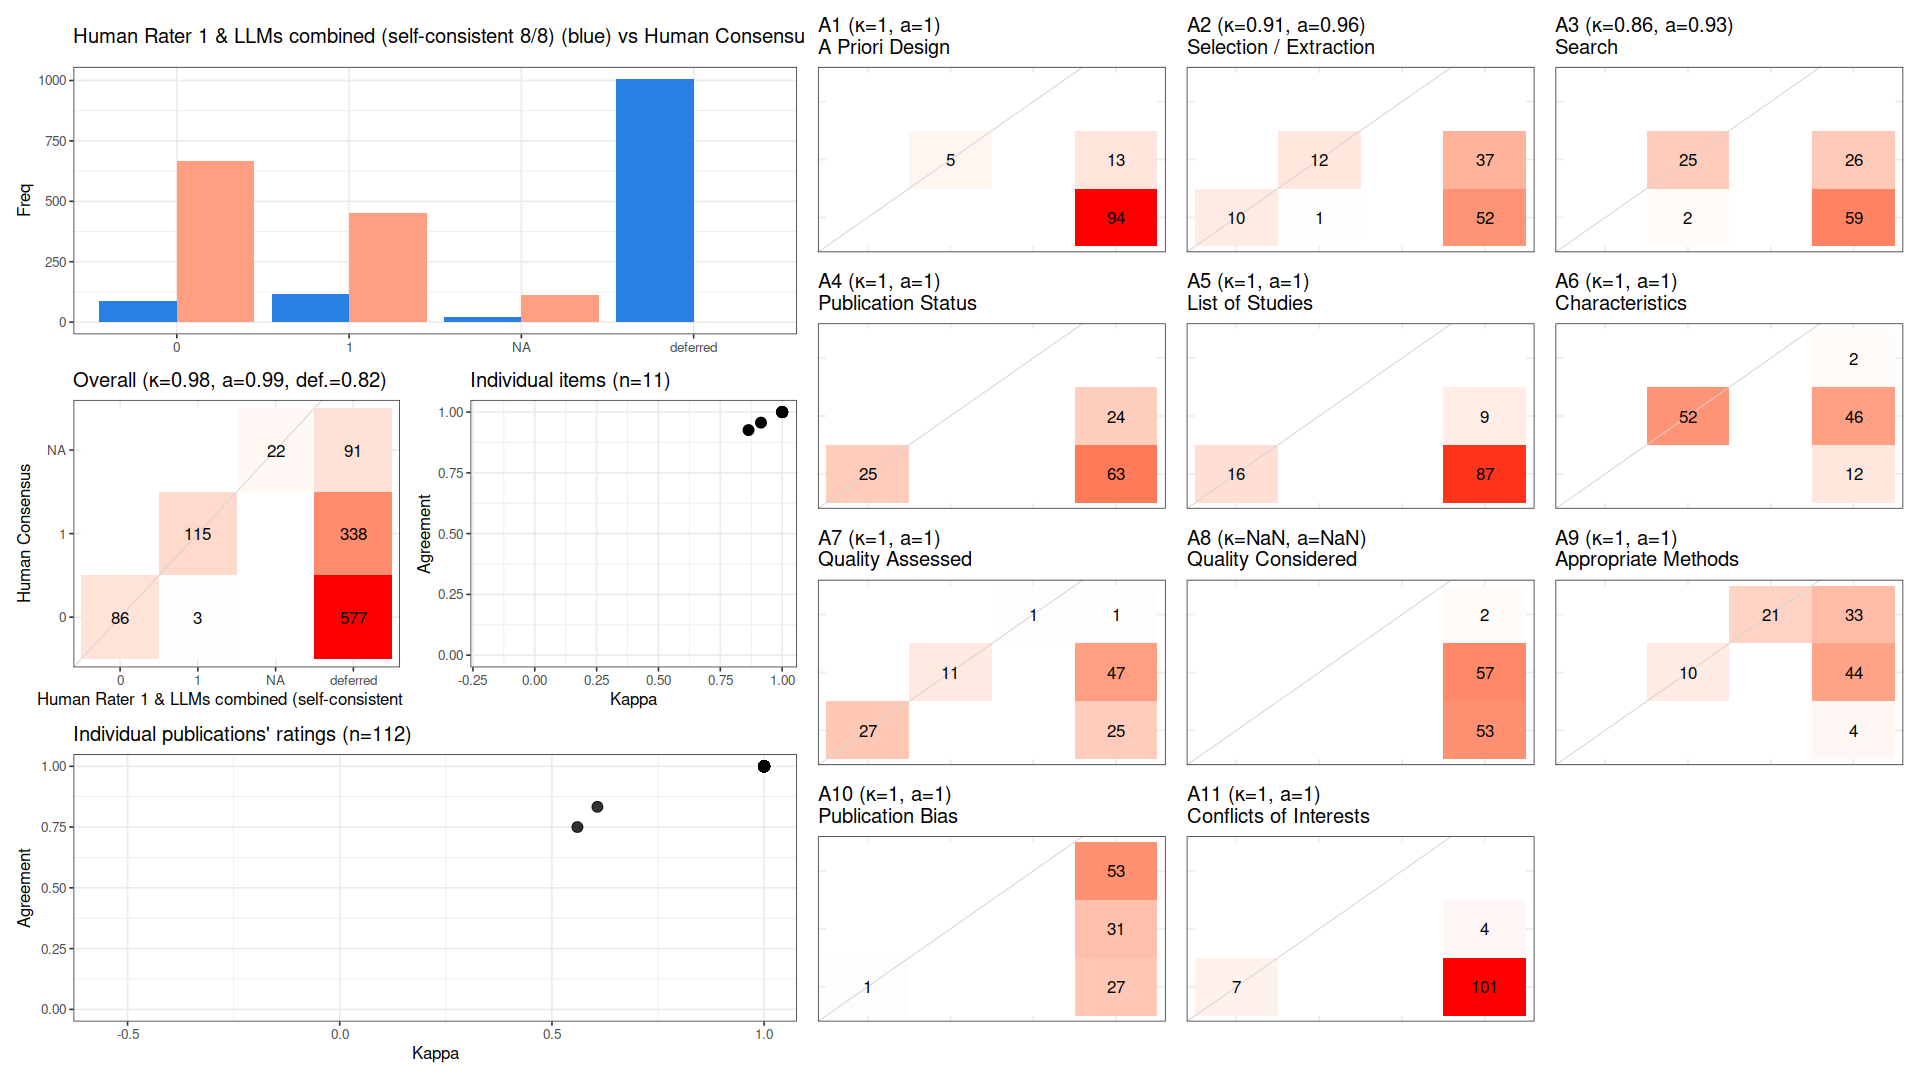 Human Rater 1 & LLMs combined (self-consistent 8/8) (blue) vs Human Consensu
Freq
1000
750
500
250
0
0
1
NA
deferred
Overall (κ=0.98, a=0.99, def.=0.82)
Human Consensus
NA
1
0
22
91
115
338
86
3
577
0
1
NA
deferred
Human Rater 1 & LLMs combined (self-consistent
Individual items (n=11)
Agreement
1.00
0.75
0.50
0.25
0.00
-0.25
0.00
0.25
0.50
0.75
1.00
Kappa
Individual publications' ratings (n=112)
Agreement
1.00
0.75
0.50
0.25
0.00
-0.5
0.0
0.5
1.0
Kappa
A1 (κ=1, a=1)
A Priori Design
5
13
94
A2 (κ=0.91, a=0.96)
Selection / Extraction
12
37
10
1
52
A3 (κ=0.86, a=0.93)
Search
25
26
2
59
A4 (κ=1, a=1)
Publication Status
24
25
63
A5 (κ=1, a=1)
List of Studies
9
16
87
A6 (κ=1, a=1)
Characteristics
2
52
46
12
A7 (κ=1, a=1)
Quality Assessed
1
1
11
47
27
25
A8 (κ=NaN, a=NaN)
Quality Considered
2
57
53
A9 (κ=1, a=1)
Appropriate Methods
21
33
10
44
4
A10 (κ=1, a=1)
Publication Bias
53
31
1
27
A11 (κ=1, a=1)
Conflicts of Interests
4
7
101